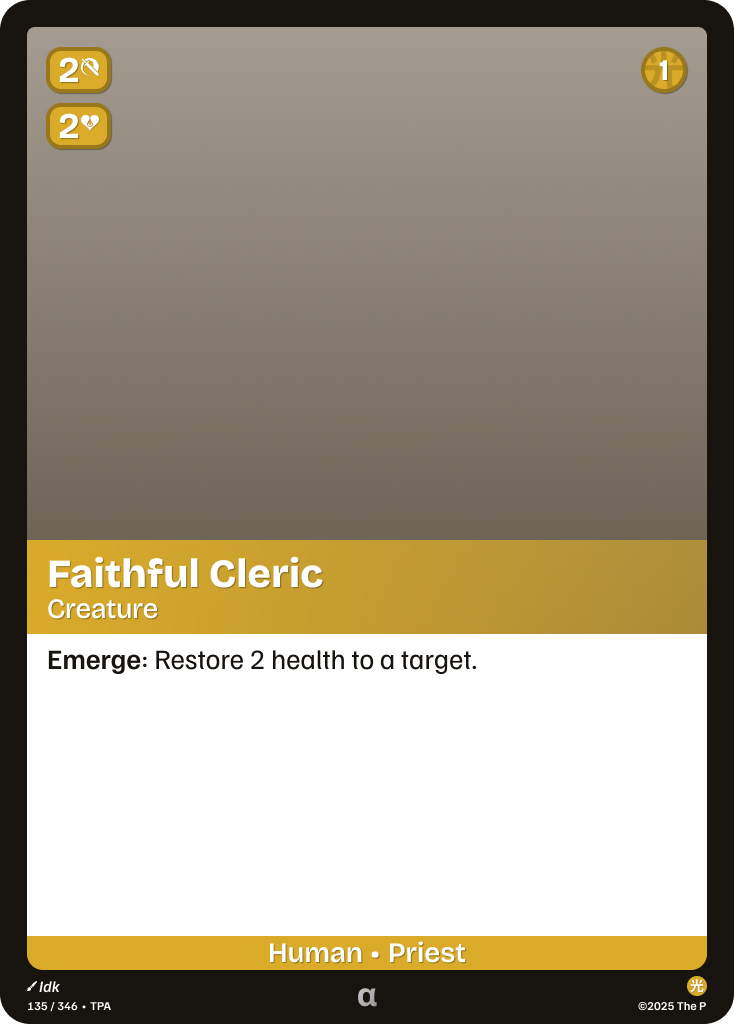 2
1
2
Faithful Cleric
Creature
Emerge: Restore 2 health to a target.
Human • Priest
Idk
光
135 / 346 • TPA
α
©2025 The P